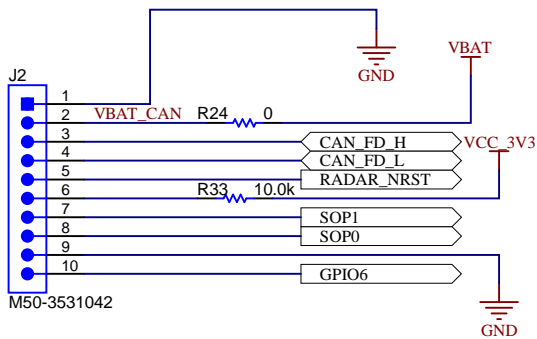 VBAT
J2
GND
1
2
VBAT_CAN
R24
0
3
CAN_FD_H
VCC_3V3
4
CAN_FD_L
5
RADAR_NRST
6
R33
10.0k
7
SOP1
8
SOP0
9
10
GPIO6
M50-3531042
GND